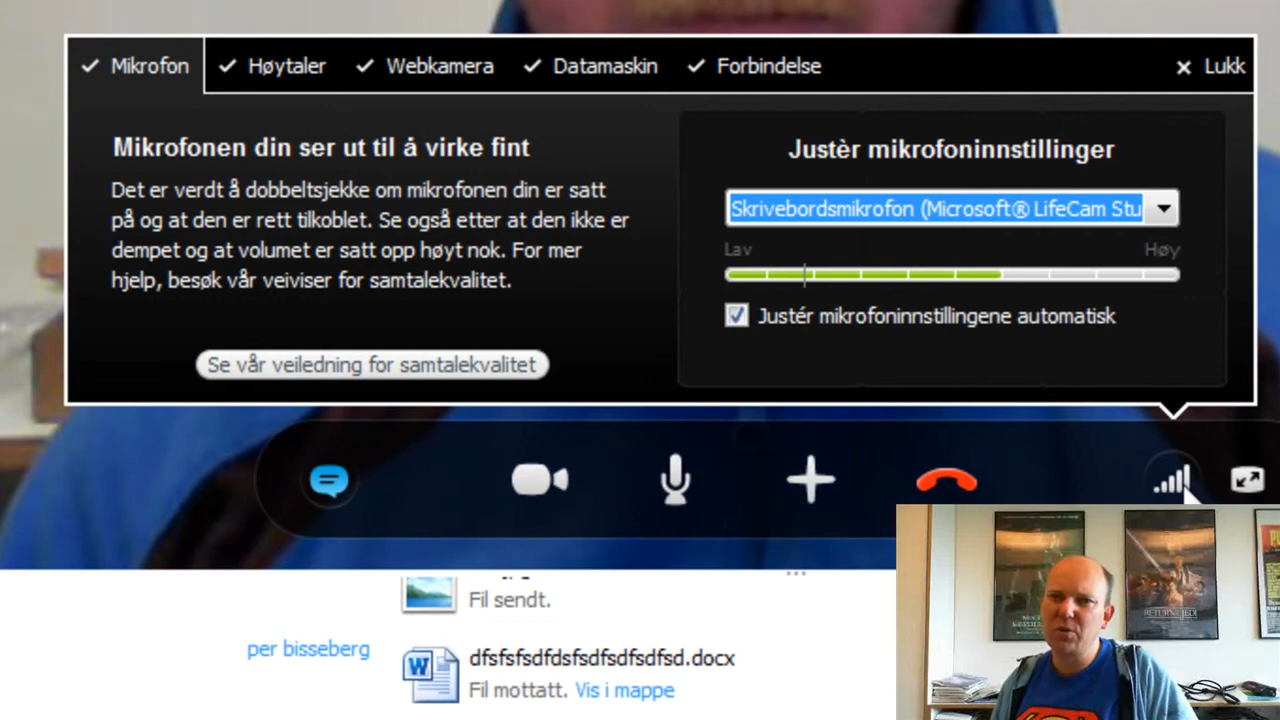 Mikrofon
Høytaler
Webkamera
Datamaskin
Forbindelse
Lukk
Mikrofonen din ser ut til å virke fint
Det er verdt å dobbeltsjekke om mikrofonen din er satt
på og at den er rett tilkoblet. Se også etter at den ikke er
dempet og at volumet er satt opp høyt nok. For mer
hjelp, besøk vår veiviser for samtalekvalitet.
Se vår veiledning for samtalekvalitet
Justèr mikrofoninnstillinger
Skrivebordsmikrofon (Microsoft® LifeCam Stu
Lav
Høy
Justér mikrofoninnstillingene automatisk
Fil sendt.
per bisseberg
dfsfsfsdfdsfsdfsdfsdfsd.docx
Fil mottatt. Vis i mappe
RETURN OF THE JEDI